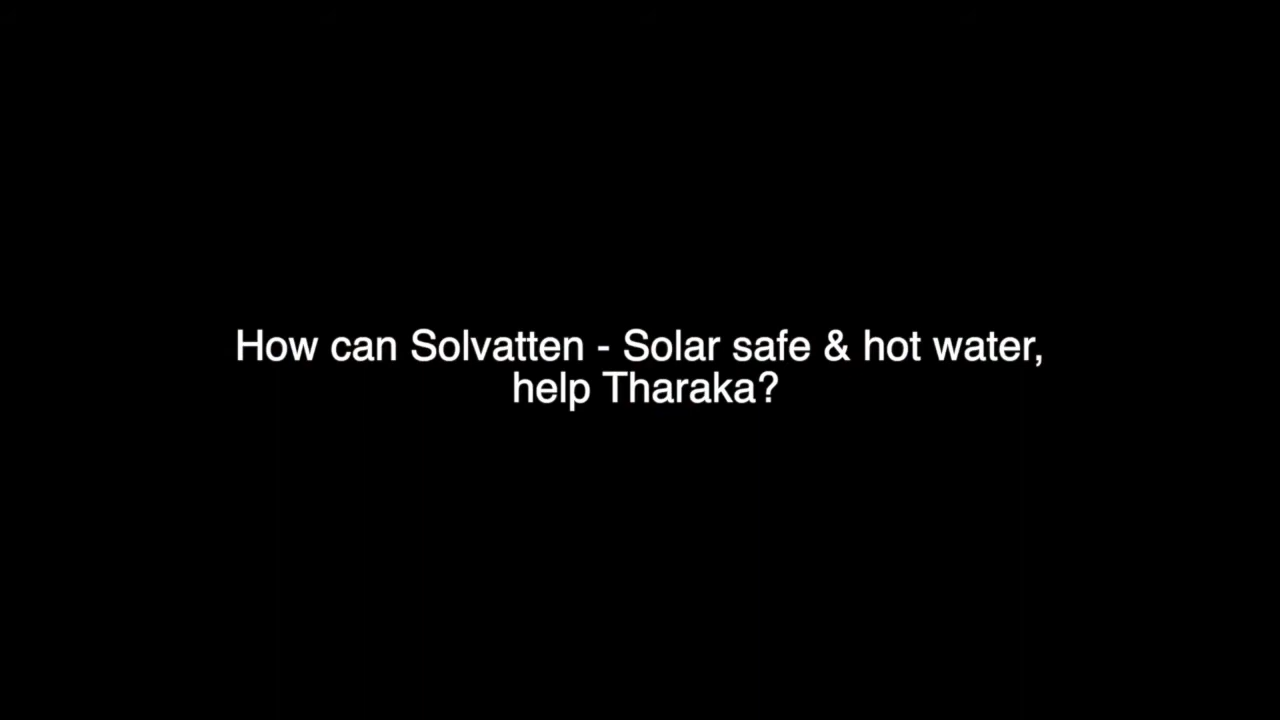 How can Solvatten - Solar safe & hot water,
help Tharaka?